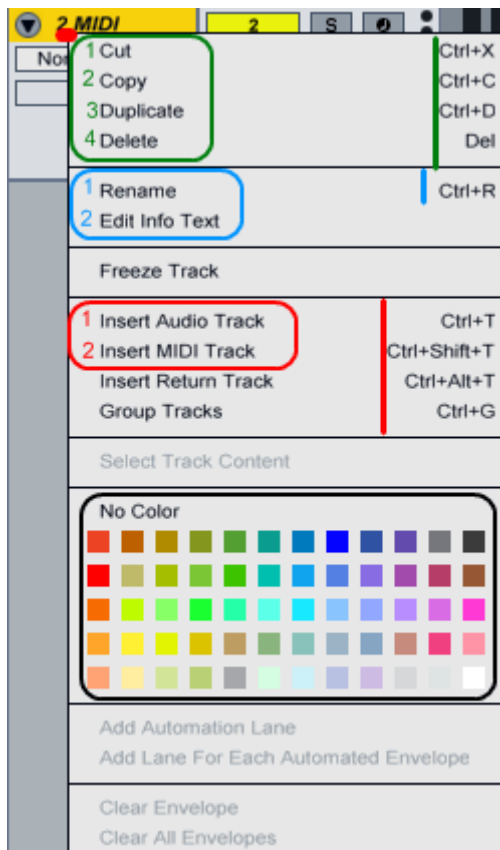 2 MIDI 2 S
Nor
1 Cut Ctrl+X
2 Copy Ctrl+C
3 Duplicate Ctrl+D
4 Delete Del
1 Rename Ctrl+R
2 Edit Info Text
Freeze Track
1 Insert Audio Track Ctrl+T
2 Insert MIDI Track Ctrl+Shift+T
Insert Return Track Ctrl+Alt+T
Group Tracks Ctrl+G
Select Track Content
No Color
Add Automation Lane
Add Lane For Each Automated Envelope
Clear Envelope
Clear All Envelopes